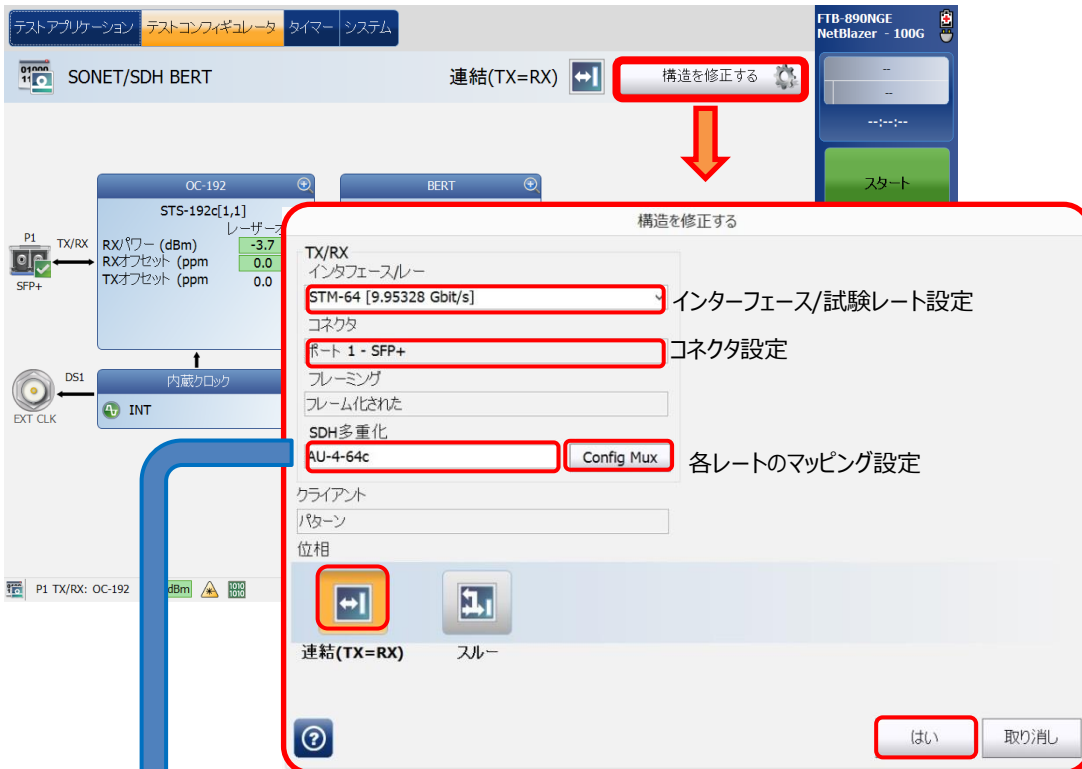 テストアプリケーション テストコンフィギュレータ タイマー システム
FTB-890NGE
NetBlazer - 100G
SONET/SDH BERT
連結(TX=RX)
構造を修正する
--
--
--:--:--
スタート
OC-192
BERT
STS-192c[1,1]
レーザーオ
P1
TX/RX
SFP+
RXパワー (dBm) -3.7
RXオフセット (ppm 0.0
TXオフセット (ppm 0.0
DS1
EXT CLK
内蔵クロック
INT
P1 TX/RX: OC-192
dBm
1010
1010
構造を修正する
TX/RX
インタフェース/レー
STM-64 [9.95328 Gbit/s]
インターフェース/試験レート設定
コネクタ
ポート 1 - SFP+
コネクタ設定
フレーミング
フレーム化された
SDH多重化
AU-4-64c
Config Mux
各レートのマッピング設定
クライアント
パターン
位相
連結(TX=RX)
スルー
?
はい
取り消し